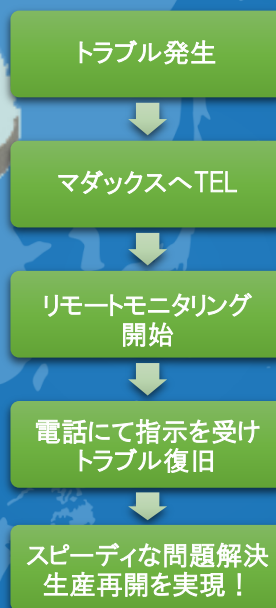 トラブル発生
マダックスへTEL
リモートモニタリング
開始
電話にて指示を受け
トラブル復旧
スピーディな問題解決
生産再開を実現！